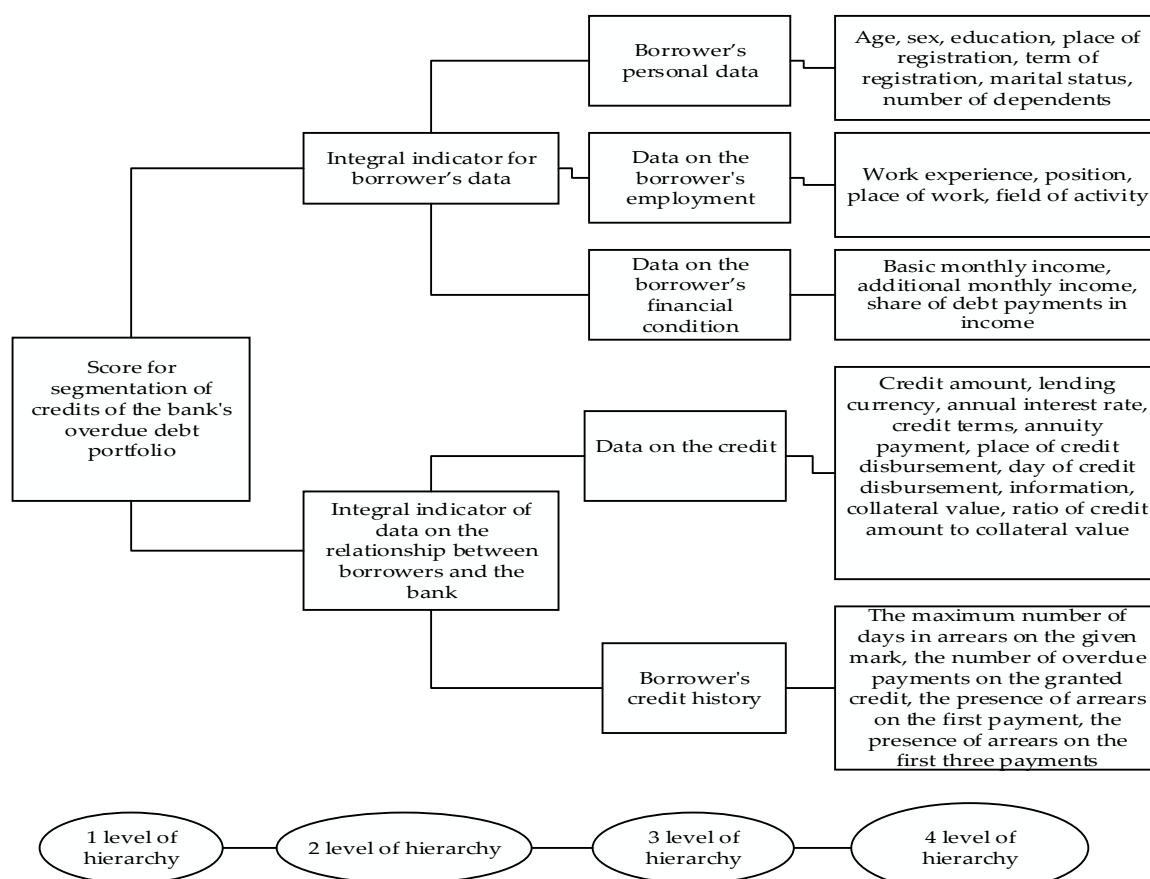 Borrower's
personal data
Age, sex, education, place of
registration, term of
registration, marital status,
number of dependents
Integral indicator for
borrower's data
Data on the
borrower's
employment
Work experience, position,
place of work, field of activity
Data on the
borrower's
financial
condition
Basic monthly income,
additional monthly income,
share of debt payments in
income
Score for
segmentation of
credits of the bank's
overdue debt
portfolio
Data on the credit
Credit amount, lending
currency, annual interest rate,
credit terms, annuity
payment, place of credit
disbursement, day of credit
disbursement, information,
collateral value, ratio of credit
amount to collateral value
Integral indicator of
data on the
relationship between
borrowers and the
bank
Borrower's
credit history
The maximum number of
days in arrears on the given
mark, the number of overdue
payments on the granted
credit, the presence of arrears
on the first payment, the
presence of arrears on the
first three payments
1 level of
hierarchy
2 level of hierarchy
3 level of
hierarchy
4 level of
hierarchy